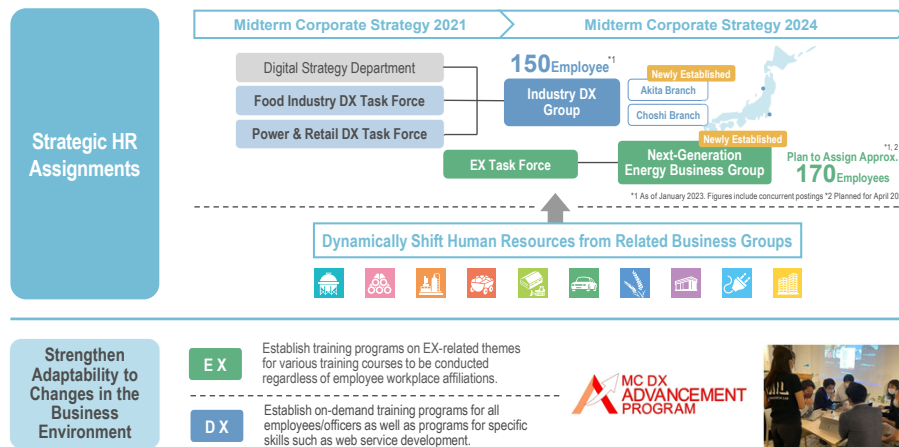 Midterm Corporate Strategy 2021
Midterm Corporate Strategy 2024
Strategic HR
Assignments
Digital Strategy Department
Food Industry DX Task Force
Power & Retail DX Task Force
150Employee*1
Industry DX
Group
Newly Established
Akita Branch
Choshi Branch
EX Task Force
Newly Established
Next-Generation
Energy Business Group
*1, 2
Plan to Assign Approx.
170Employees
*1 As of January 2023. Figures include concurrent postings *2 Planned for April 20
Dynamically Shift Human Resources from Related Business Groups
Strengthen
Adaptability to
Changes in the
Business
Environment
EX
Establish training programs on EX-related themes
for various training courses to be conducted
regardless of employee workplace affiliations.
DX
Establish on-demand training programs for all
employees/officers as well as programs for specific
skills such as web service development.
MC DX
ADVANCEMENT
PROGRAM